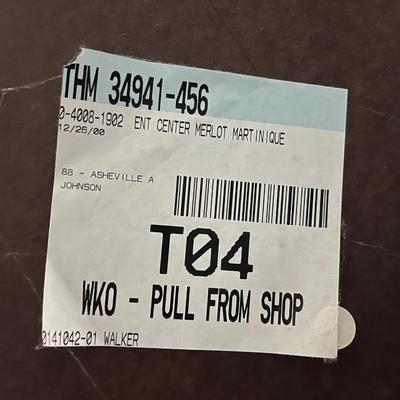 THM 34941-456
0-4008-1902 ENT CENTER MERLOT MARTINIQUE
12/26/00
88 - ASHEVILLE A
JOHNSON
T04
WKO - PULL FROM SHOP
0141042-01 WALKER